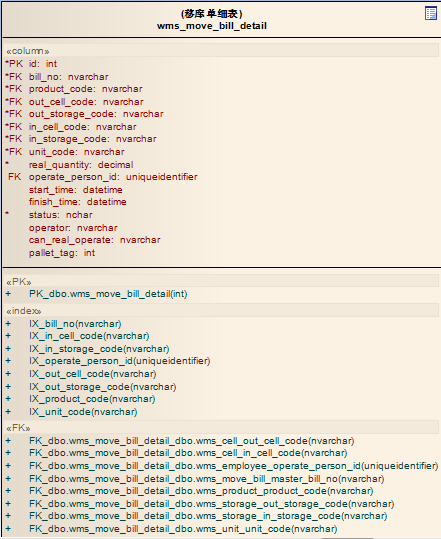 (移库单细表)
wms_move_bill_detail
«column»
*PK id: int
*FK bill_no: nvarchar
*FK product_code: nvarchar
*FK out_cell_code: nvarchar
*FK out_storage_code: nvarchar
*FK in_cell_code: nvarchar
*FK in_storage_code: nvarchar
*FK unit_code: nvarchar
* real_quantity: decimal
FK operate_person_id: uniqueidentifier
start_time: datetime
finish_time: datetime
* status: nchar
operator: nvarchar
can_real_operate: nvarchar
pallet_tag: int
«PK»
+ PK_dbo.wms_move_bill_detail(int)
«index»
+ IX_bill_no(nvarchar)
+ IX_in_cell_code(nvarchar)
+ IX_in_storage_code(nvarchar)
+ IX_operate_person_id(uniqueidentifier)
+ IX_out_cell_code(nvarchar)
+ IX_out_storage_code(nvarchar)
+ IX_product_code(nvarchar)
+ IX_unit_code(nvarchar)
«FK»
+ FK_dbo.wms_move_bill_detail_dbo.wms_cell_out_cell_code(nvarchar)
+ FK_dbo.wms_move_bill_detail_dbo.wms_cell_in_cell_code(nvarchar)
+ FK_dbo.wms_move_bill_detail_dbo.wms_employee_operate_person_id(uniqueidentifier)
+ FK_dbo.wms_move_bill_detail_dbo.wms_move_bill_master_bill_no(nvarchar)
+ FK_dbo.wms_move_bill_detail_dbo.wms_product_product_code(nvarchar)
+ FK_dbo.wms_move_bill_detail_dbo.wms_storage_out_storage_code(nvarchar)
+ FK_dbo.wms_move_bill_detail_dbo.wms_storage_in_storage_code(nvarchar)
+ FK_dbo.wms_move_bill_detail_dbo.wms_unit_unit_code(nvarchar)